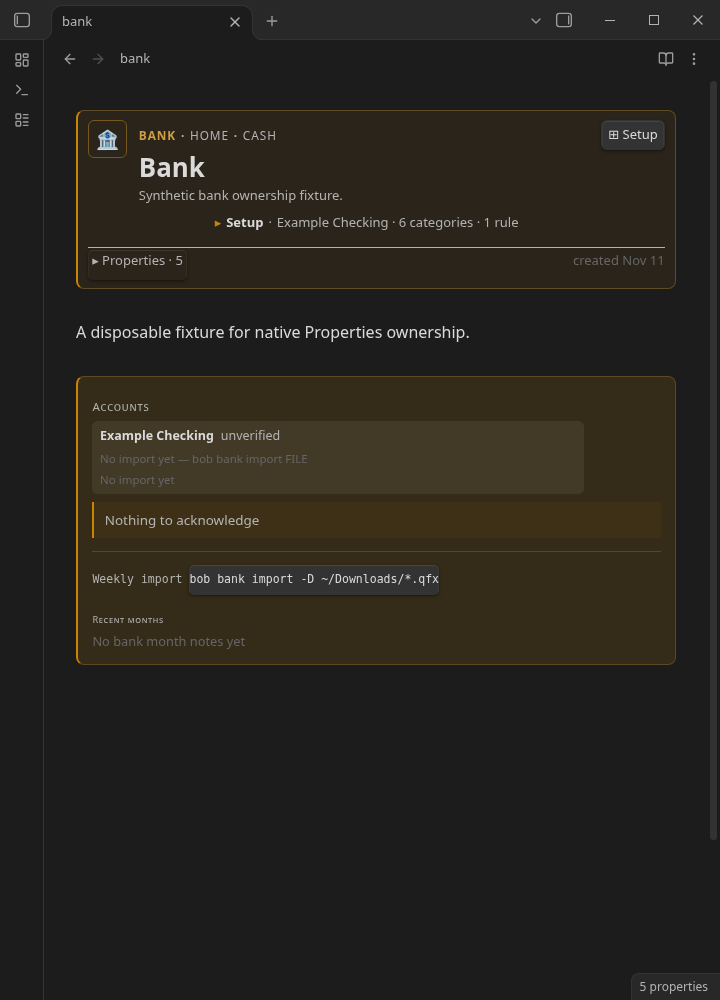 bank
bank
BANK · HOME · CASH
⊞ Setup
Bank
Synthetic bank ownership fixture.
▸ Setup · Example Checking · 6 categories · 1 rule
▸ Properties · 5
created Nov 11
A disposable fixture for native Properties ownership.
ACCOUNTS
Example Checking unverified
No import yet — bob bank import FILE
No import yet
Nothing to acknowledge
Weekly import bob bank import -D ~/Downloads/*.qfx
RECENT MONTHS
No bank month notes yet
5 properties